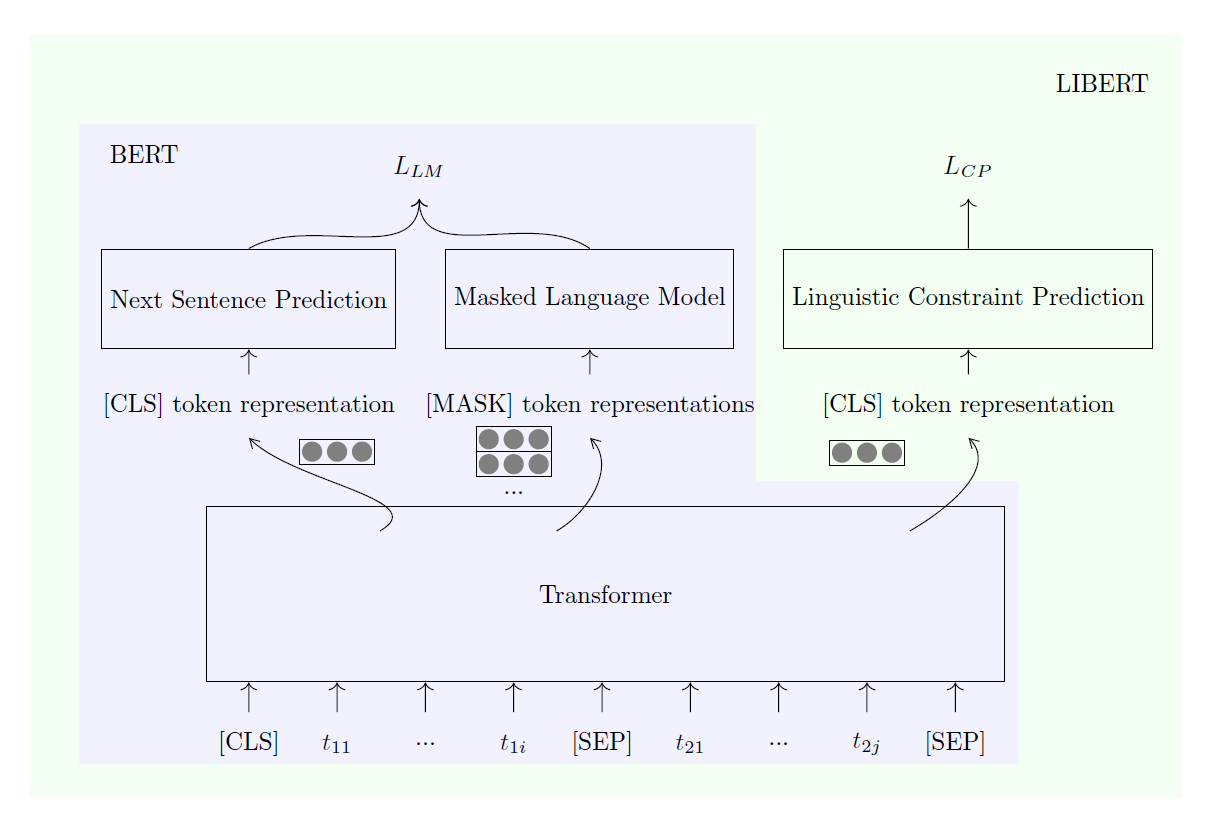 LIBERT
BERT
L_{LM}
L_{CP}
Next Sentence Prediction
Masked Language Model
Linguistic Constraint Prediction
[CLS] token representation
[MASK] token representations
[CLS] token representation
...
Transformer
[CLS] t_{11} ... t_{1i} [SEP] t_{21} ... t_{2j} [SEP]